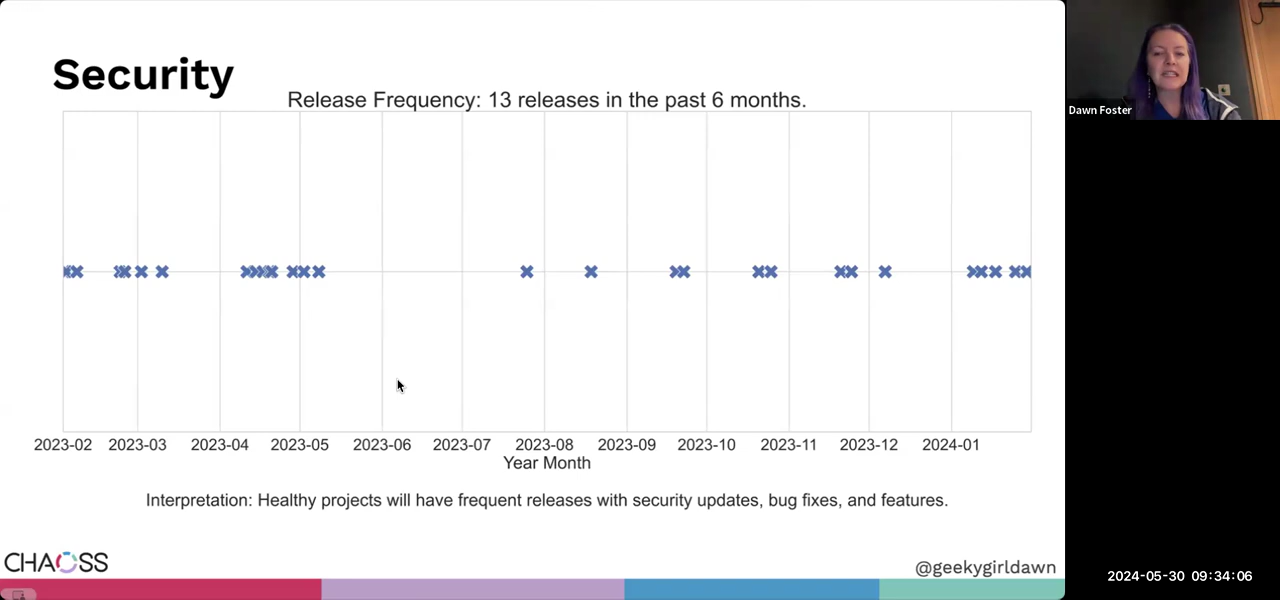 Security
Release Frequency: 13 releases in the past 6 months.
2023-02 2023-03 2023-04 2023-05 2023-06 2023-07 2023-08 2023-09 2023-10 2023-11 2023-12 2024-01
Year Month
Interpretation: Healthy projects will have frequent releases with security updates, bug fixes, and features.
CHAOSS
@geekygirldawn
Dawn Foster
2024-05-30 09:34:06